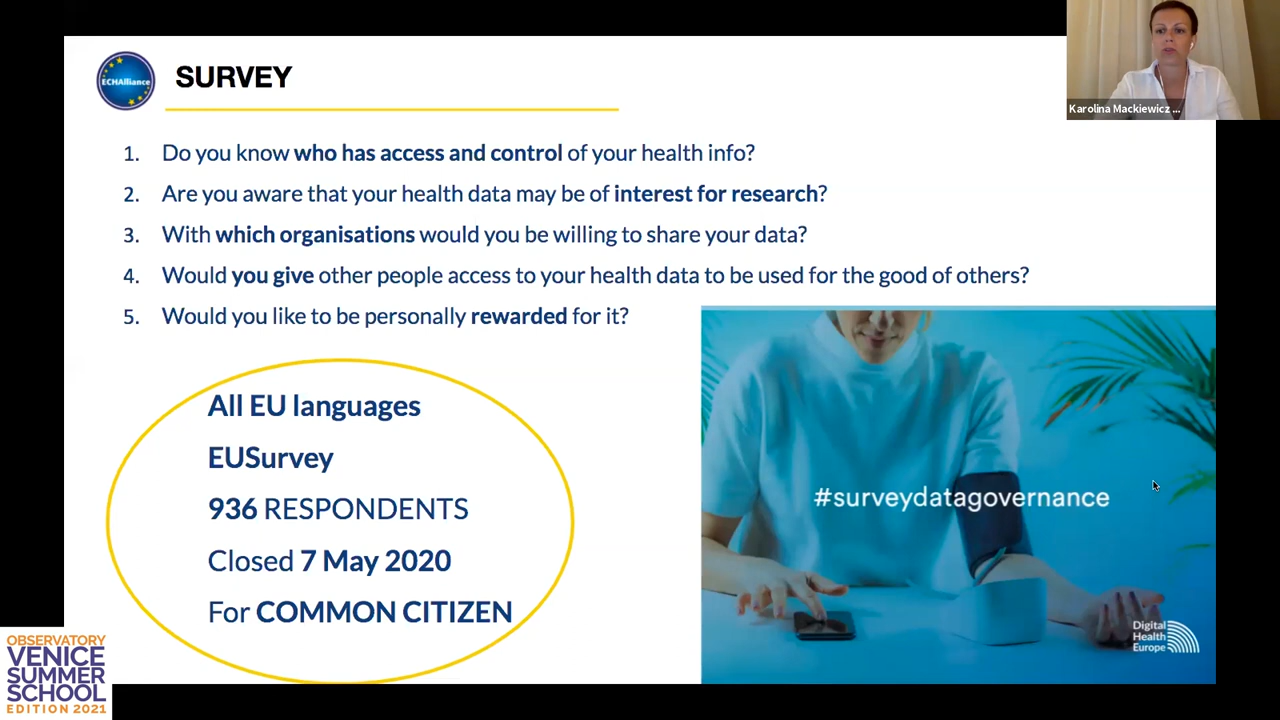 ECHAlliance
SURVEY
Karolina Mackiewicz ...
1. Do you know who has access and control of your health info?
2. Are you aware that your health data may be of interest for research?
3. With which organisations would you be willing to share your data?
4. Would you give other people access to your health data to be used for the good of others?
5. Would you like to be personally rewarded for it?
All EU languages
EUSurvey
936 RESPONDENTS
Closed 7 May 2020
For COMMON CITIZEN
#surveydatagovernance
Digital
Health
Europe
OBSERVATORY
VENICE
SUMMER
SCHOOL
EDITION 2021